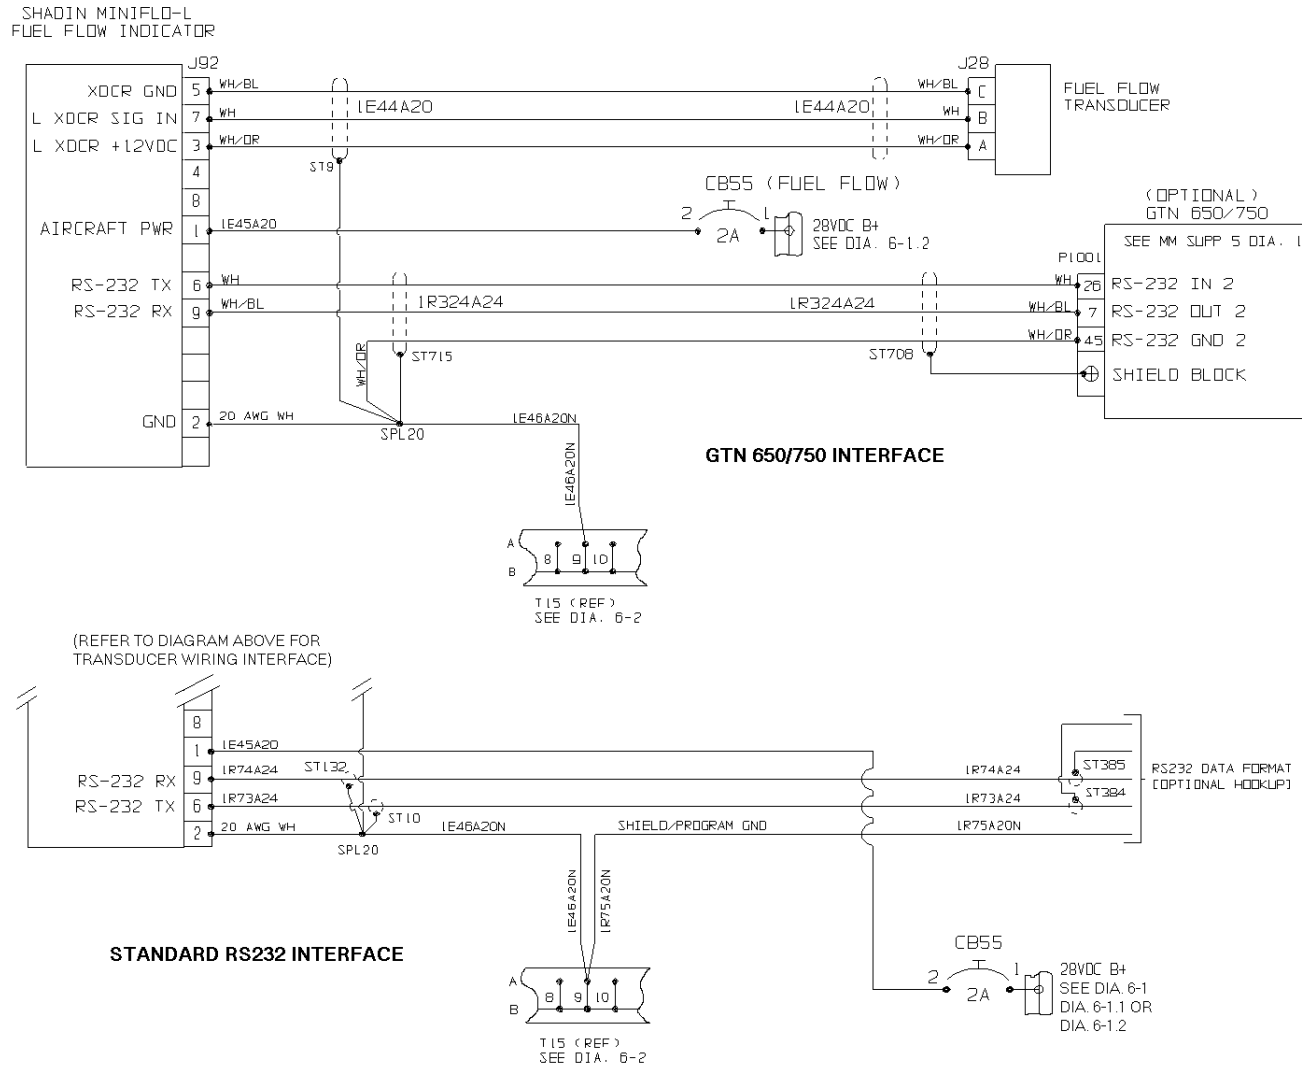 SHADIN MINIFLO-L
FUEL FLOW INDICATOR
J92
J28
XDCR GND 5 WH/BL
1E44A20
1E44A20
WH/BL C
FUEL FLOW
TRANSDUCER
L XDCR SIG IN 7 WH
WH B
L XDCR +12VDC 3 WH/OR
WH/OR A
ST9
4
8
CB55 (FUEL FLOW)
2
1
2A
28VDC B+
SEE DIA. 6-1.2
AIRCRAFT PWR 1 1E45A20
(OPTIONAL)
GTN 650/750
SEE MM SUPP 5 DIA. 1
P1001
RS-232 TX 6 WH
WH 26 RS-232 IN 2
1R324A24
1R324A24
RS-232 RX 9 WH/BL
WH/BL 7 RS-232 OUT 2
WH/OR
WH/OR 45 RS-232 GND 2
ST715
ST708
SHIELD BLOCK
GND 2 20 AWG WH
SPL20
1E46A20N
1E46A20N
GTN 650/750 INTERFACE
A
8 9 10
B
T15 (REF)
SEE DIA. 6-2
(REFER TO DIAGRAM ABOVE FOR
TRANSDUCER WIRING INTERFACE)
8
1 1E45A20
RS-232 RX 9 1R74A24
ST132
1R74A24
ST385
RS232 DATA FORMAT
[OPTIONAL HOOKUP]
RS-232 TX 6 1R73A24
ST10
1R73A24
ST384
2 20 AWG WH
SPL20
1E46A20N
SHIELD/PROGRAM GND
1R75A20N
1E46A20N
1R75A20N
STANDARD RS232 INTERFACE
CB55
2
1
2A
28VDC B+
SEE DIA. 6-1
DIA. 6-1.1 OR
DIA. 6-1.2
A
8 9 10
B
T15 (REF)
SEE DIA. 6-2